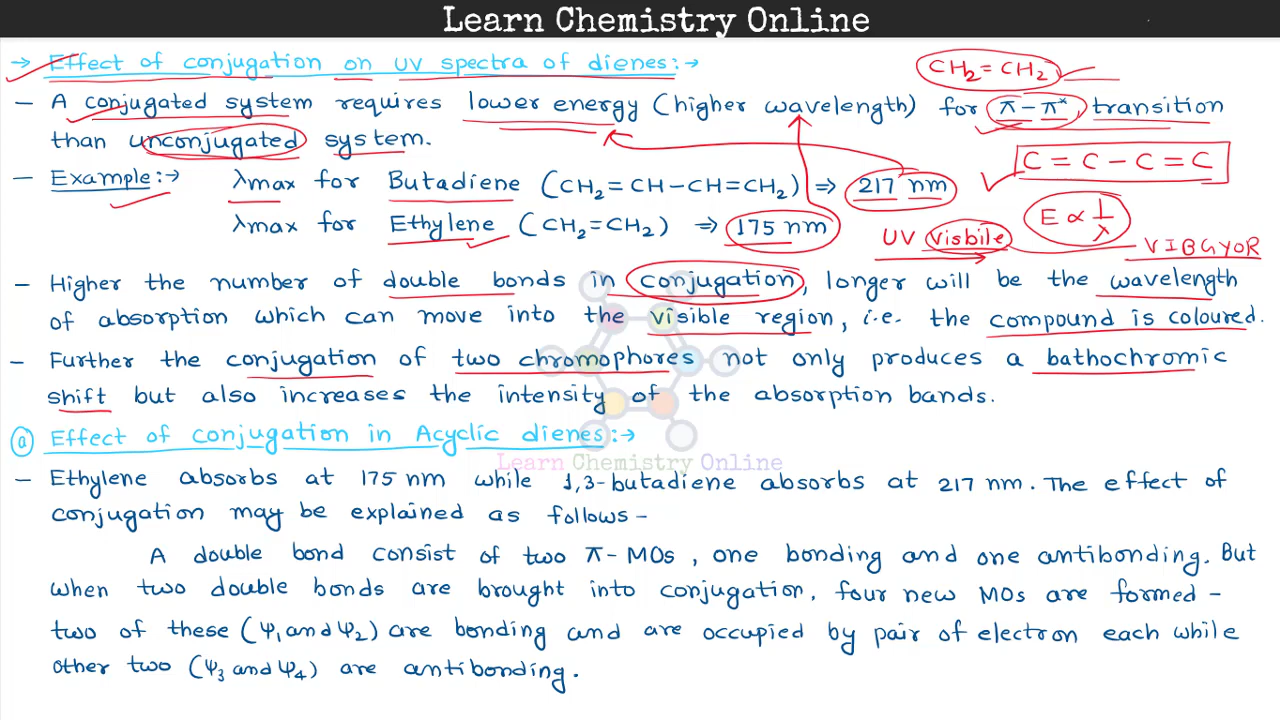 Learn Chemistry Online
→ Effect of conjugation on UV spectra of dienes:→
CH₂=CH₂
- A conjugated system requires lower energy (higher wavelength) for π-π* transition
than unconjugated system.
C = C - C = C
- Example:→ λmax for Butadiene (CH₂=CH-CH=CH₂) ⇒ 217 nm
λmax for Ethylene (CH₂=CH₂) ⇒ 175 nm
E ∝ 1/λ
UV visbile VIBGYOR
- Higher the number of double bonds in conjugation, longer will be the wavelength
of absorption which can move into the visible region, i.e. the compound is coloured.
- Further the conjugation of two chromophores not only produces a bathochromic
shift but also increases the intensity of the absorption bands.
ⓐ Effect of conjugation in Acyclic dienes:→
Learn Chemistry Online
- Ethylene absorbs at 175 nm while 1,3-butadiene absorbs at 217 nm. The effect of
conjugation may be explained as follows-
A double bond consist of two π-MOs, one bonding and one antibonding. But
when two double bonds are brought into conjugation, four new MOs are formed-
two of these (Ψ₁ and Ψ₂) are bonding and are occupied by pair of electron each while
other two (Ψ₃ and Ψ₄) are antibonding.